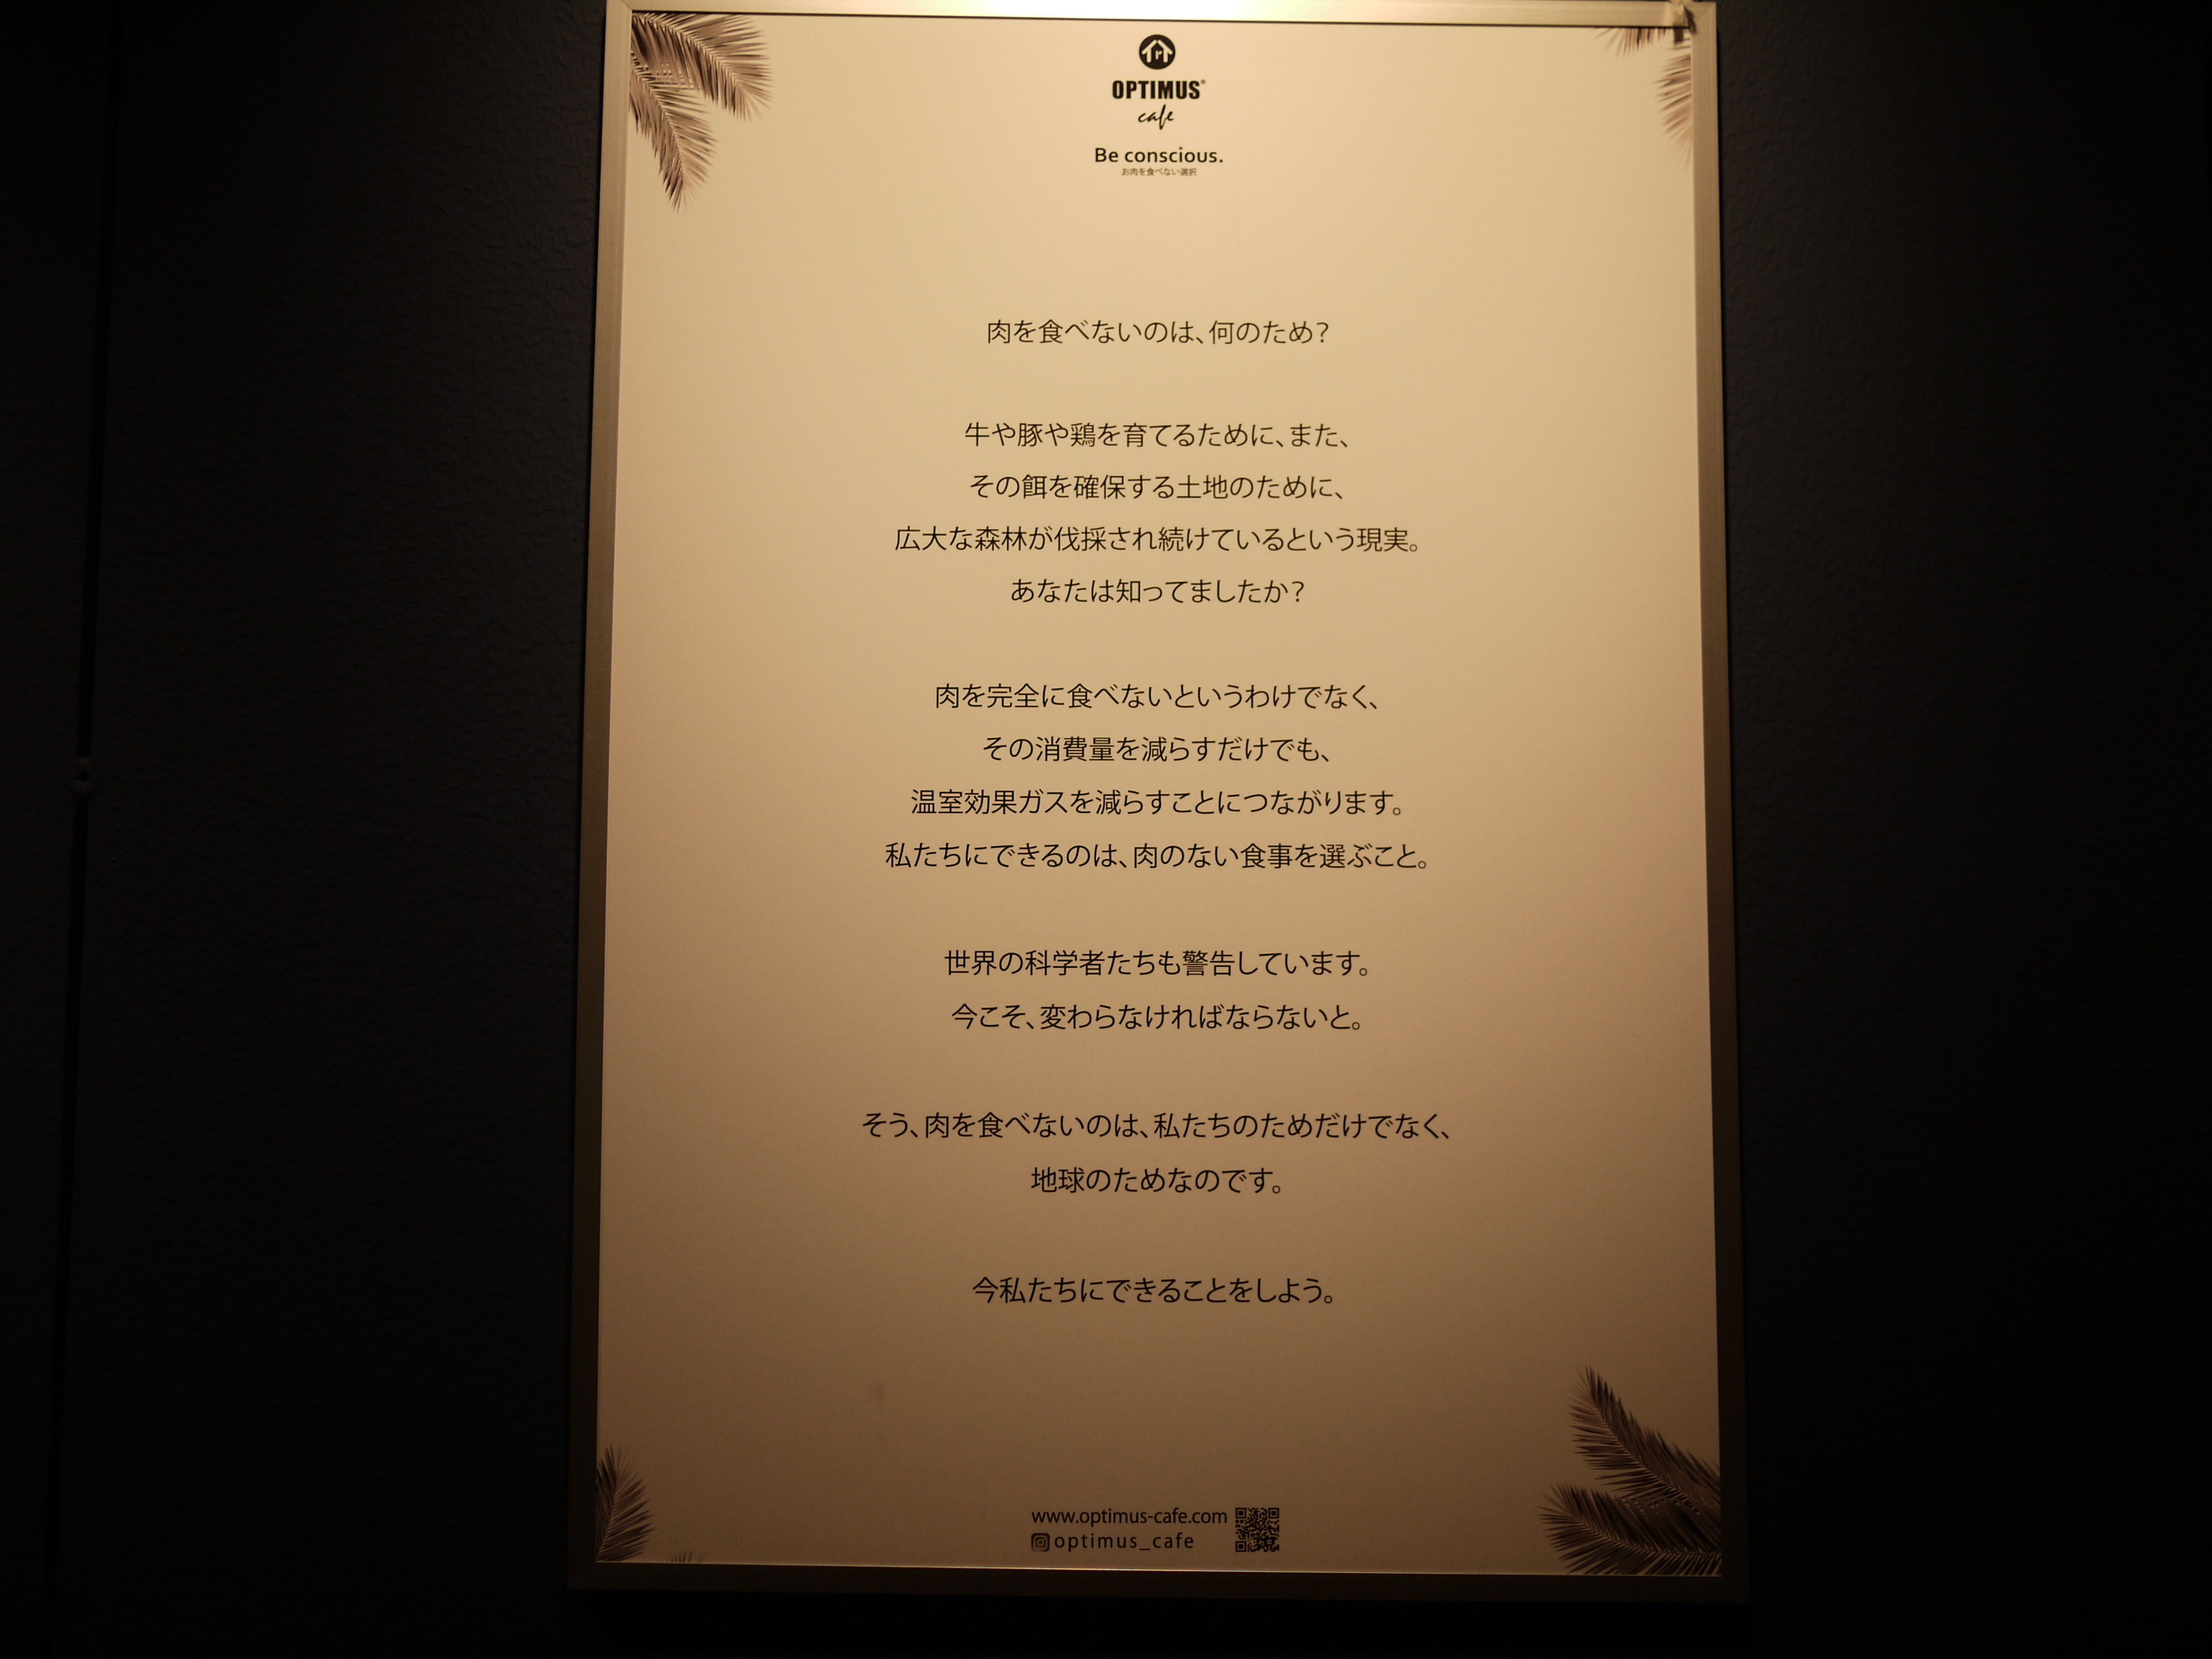 OPTIMUS®
cafe
Be conscious.
お肉を食べない選択
肉を食べないのは、何のため?
牛や豚や鶏を育てるために、また、
その餌を確保する土地のために、
広大な森林が伐採され続けているという現実。
あなたは知ってましたか?
肉を完全に食べないというわけでなく、
その消費量を減らすだけでも、
温室効果ガスを減らすことにつながります。
私たちにできるのは、肉のない食事を選ぶこと。
世界の科学者たちも警告しています。
今こそ、変わらなければならないと。
そう、肉を食べないのは、私たちのためだけでなく、
地球のためなのです。
今私たちにできることをしよう。
www.optimus-cafe.com
optimus_cafe